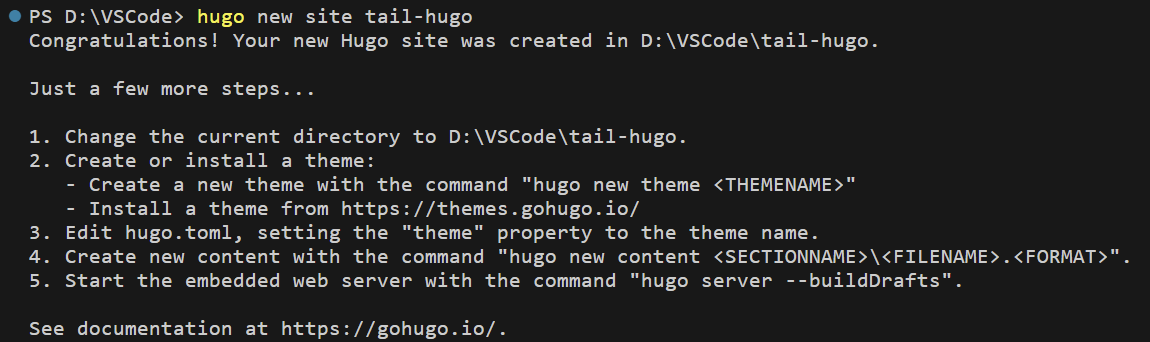 PS D:\VSCode> hugo new site tail-hugo
Congratulations! Your new Hugo site was created in D:\VSCode\tail-hugo.
Just a few more steps...
1. Change the current directory to D:\VSCode\tail-hugo.
2. Create or install a theme:
- Create a new theme with the command "hugo new theme <THEMENAME>"
- Install a theme from https://themes.gohugo.io/
3. Edit hugo.toml, setting the "theme" property to the theme name.
4. Create new content with the command "hugo new content <SECTIONNAME>\<FILENAME>.<FORMAT>".
5. Start the embedded web server with the command "hugo server --buildDrafts".
See documentation at https://gohugo.io/.